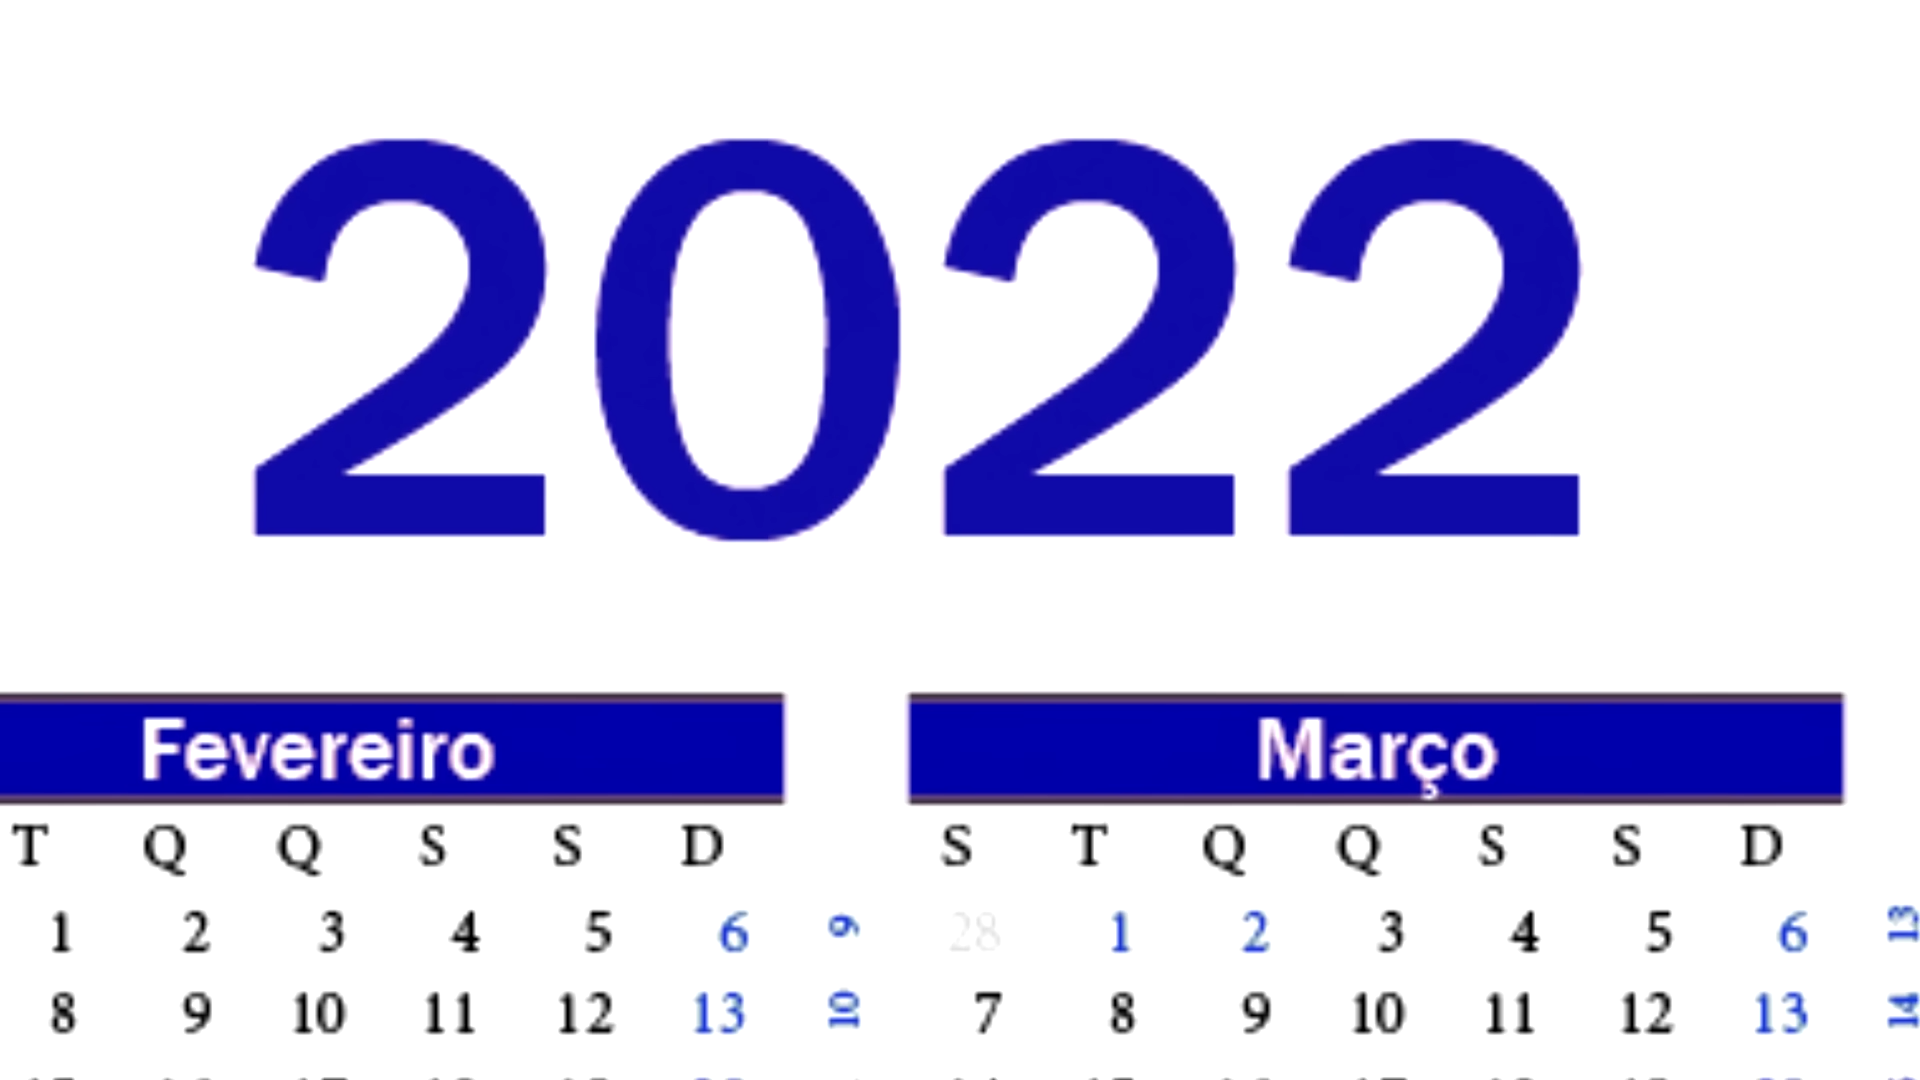 2022
Fevereiro Março
T Q Q S S D S T Q Q S S D
1 2 3 4 5 6 9 28 1 2 3 4 5 6 13
8 9 10 11 12 13 10 7 8 9 10 11 12 13 14